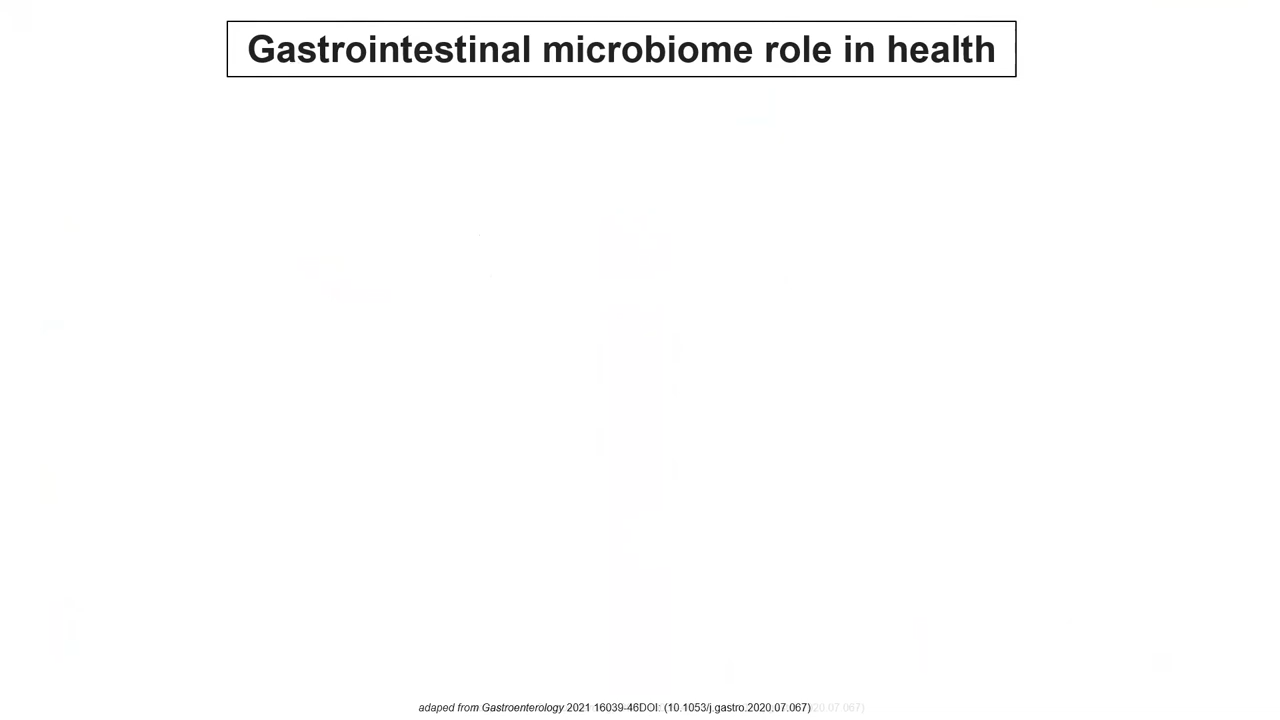 Gastrointestinal microbiome role in health
adaped from Gastroenterology 2021 16039-46DOI: (10.1053/j.gastro.2020.07.067)